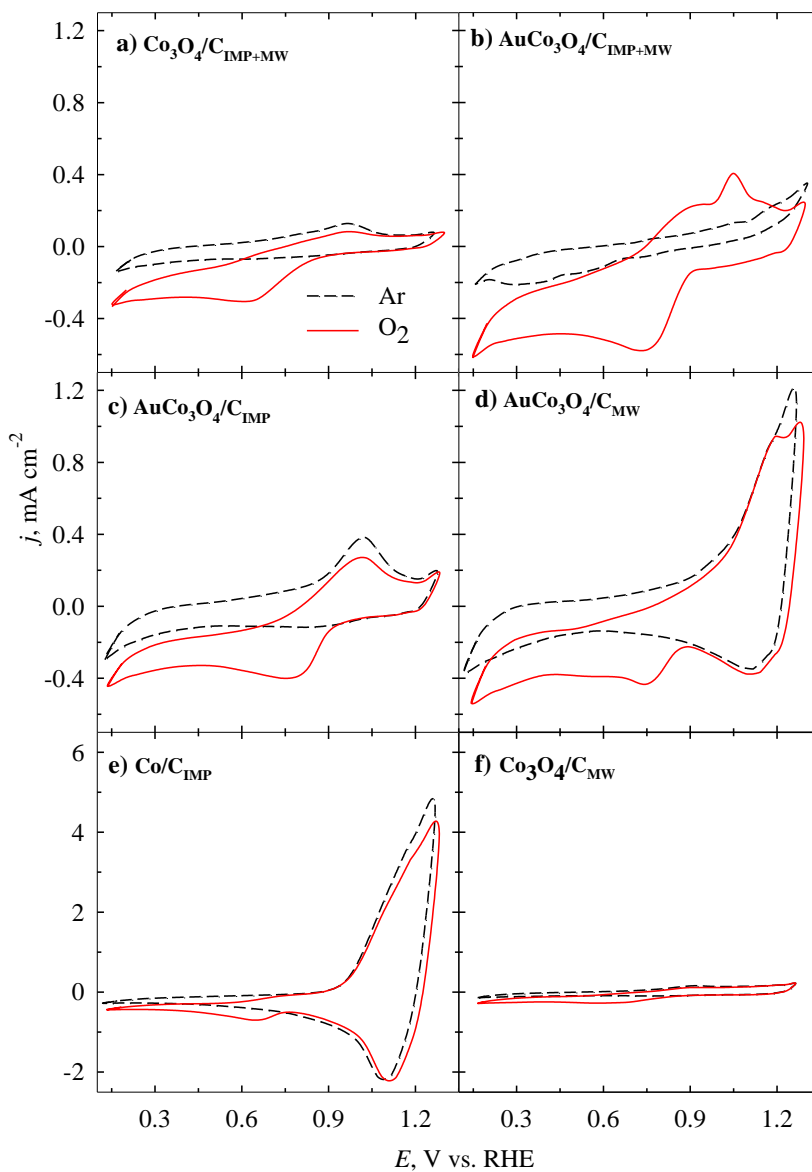 1.2
0.8
0.4
0.0
-0.4
a) Co3O4/CIMP+MW
b) AuCo3O4/CIMP+MW
Ar
O2
1.2
0.8
0.4
0.0
-0.4
c) AuCo3O4/CIMP
d) AuCo3O4/CMW
j, mA cm-2
6
4
2
0
-2
e) Co/CIMP
f) Co3O4/CMW
0.3 0.6 0.9 1.2 0.3 0.6 0.9 1.2
E, V vs. RHE